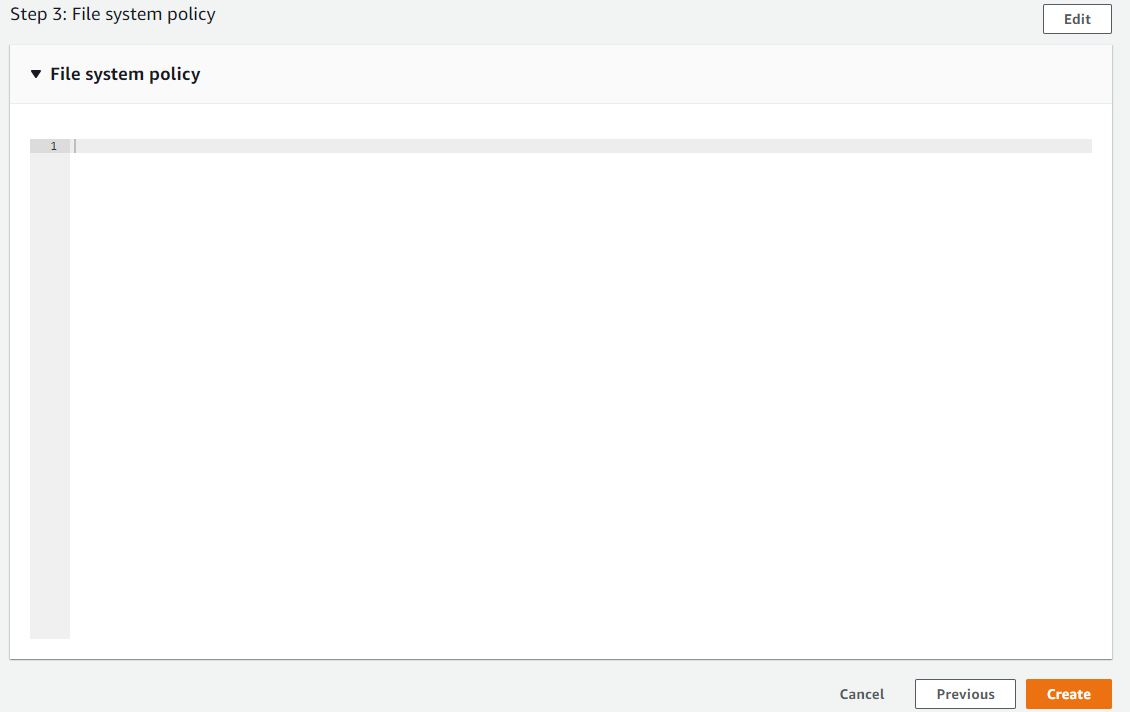 Step 3: File system policy
Edit
File system policy
1
Cancel
Previous
Create